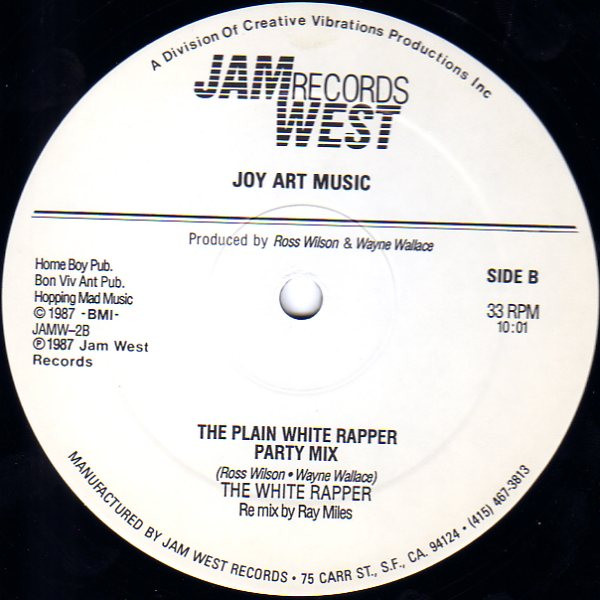 A Division Of Creative Vibrations Productions Inc
JAM RECORDS
WEST
JOY ART MUSIC
Produced by Ross Wilson & Wayne Wallace
Home Boy Pub.
Bon Viv Ant Pub.
Hopping Mad Music
© 1987 -BMI-
JAMW-2B
℗1987 Jam West
Records
SIDE B
33 RPM
10:01
THE PLAIN WHITE RAPPER
PARTY MIX
(Ross Wilson • Wayne Wallace)
THE WHITE RAPPER
Re mix by Ray Miles
MANUFACTURED BY JAM WEST RECORDS • 75 CARR ST., S.F., CA. 94124 • (415) 467-3813